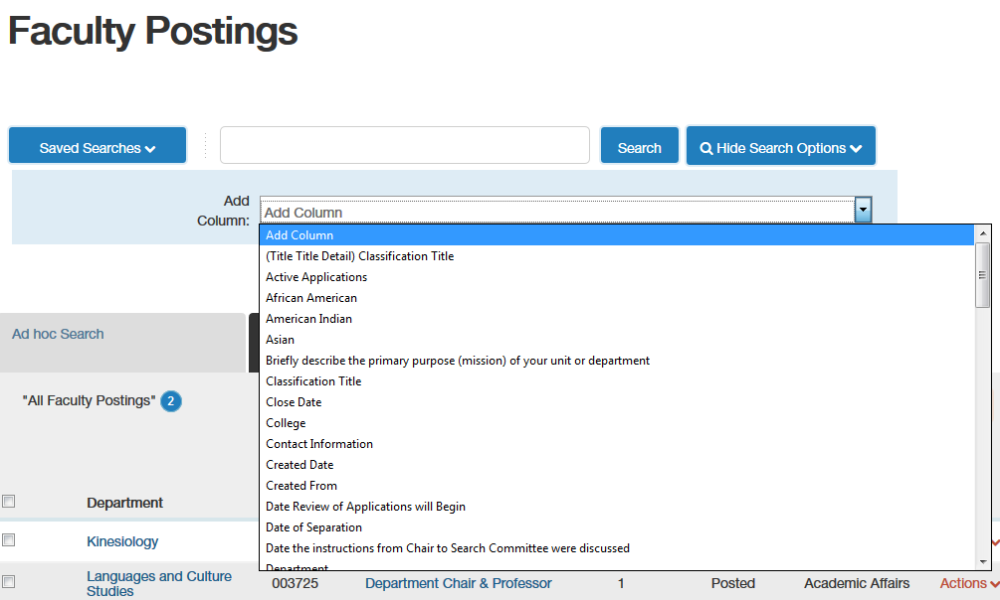 Faculty Postings
Saved Searches
Search
Hide Search Options
Add
Column:
Add Column
Add Column
(Title Title Detail) Classification Title
Active Applications
African American
American Indian
Asian
Briefly describe the primary purpose (mission) of your unit or department
Classification Title
Close Date
College
Contact Information
Created Date
Created From
Date Review of Applications will Begin
Date of Separation
Date the instructions from Chair to Search Committee were discussed
Department
Ad hoc Search
"All Faculty Postings" 2
Department
Kinesiology
Languages and Culture
Studies
003725 Department Chair & Professor 1 Posted Academic Affairs Actions